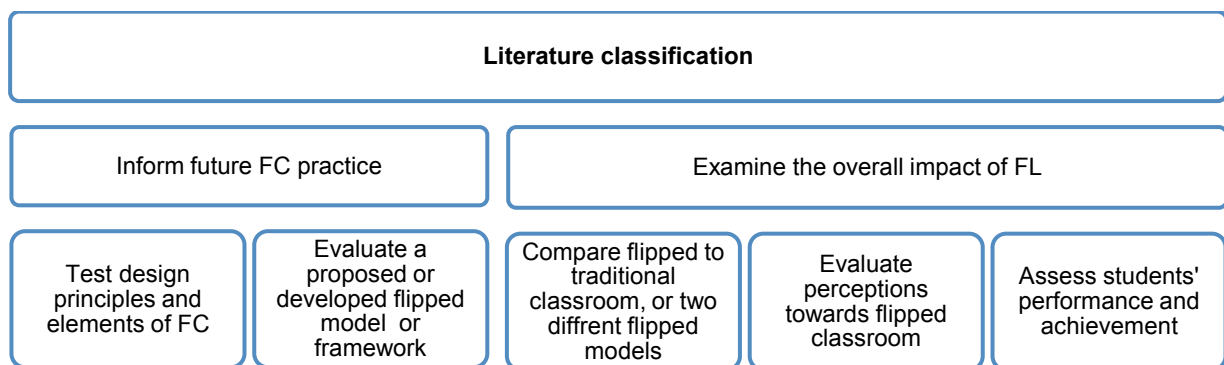 Literature classification
Inform future FC practice
Examine the overall impact of FL
Test design
principles and
elements of FC
Evaluate a
proposed or
developed flipped
model or
framework
Compare flipped to
traditional
classroom, or two
diffrent flipped
models
Evaluate
perceptions
towards flipped
classroom
Assess students'
performance and
achievement